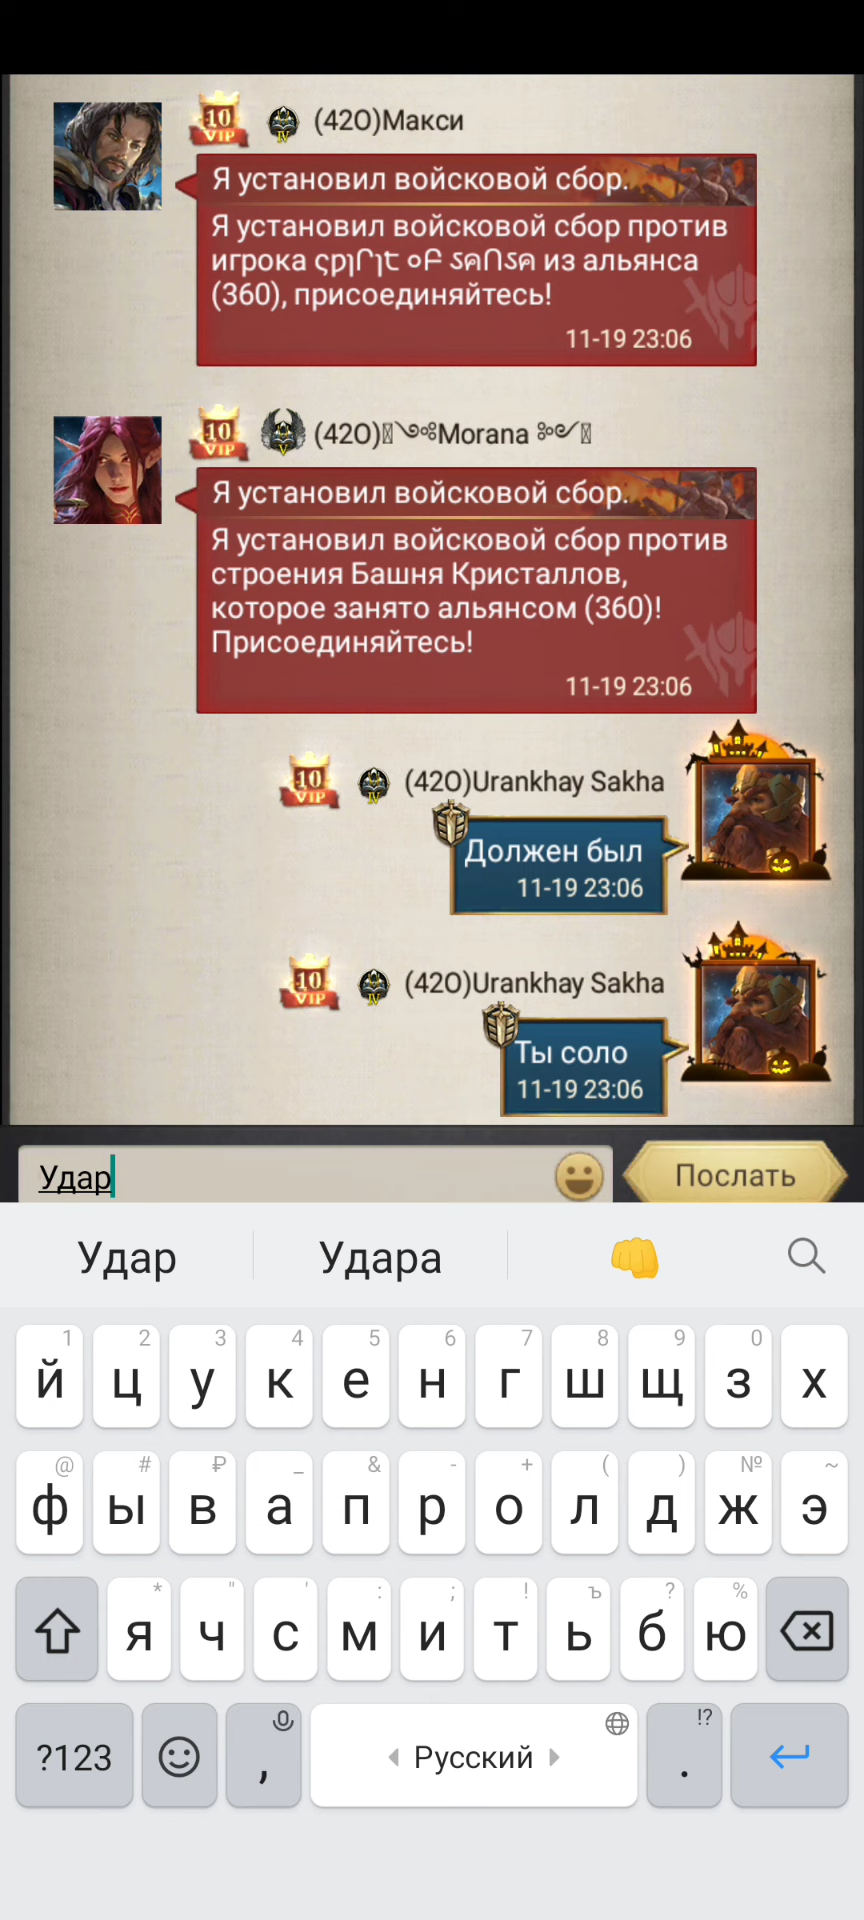 10 VIP IV (420)Макси
Я установил войсковой сбор.
Я установил войсковой сбор против
игрока из альянса
(360), присоединяйтесь!
11-19 23:06
10 VIP V (420) Morana
Я установил войсковой сбор.
Я установил войсковой сбор против
строения Башня Кристаллов,
которое занято альянсом (360)!
Присоединяйтесь!
11-19 23:06
10 VIP IV (420)Urankhay Sakha
Должен был
11-19 23:06
10 VIP IV (420)Urankhay Sakha
Ты соло
11-19 23:06
Удар
Послать
Удар Удара
1 2 3 4 5 6 7 8 9 0
й ц у к е н г ш щ з х
@ # ₽ _ & - + ( ) № ~
ф ы в а п р о л д ж э
* " ' : ; ! ъ ? %
я ч с м и т ь б ю
!?
?123 , Русский .